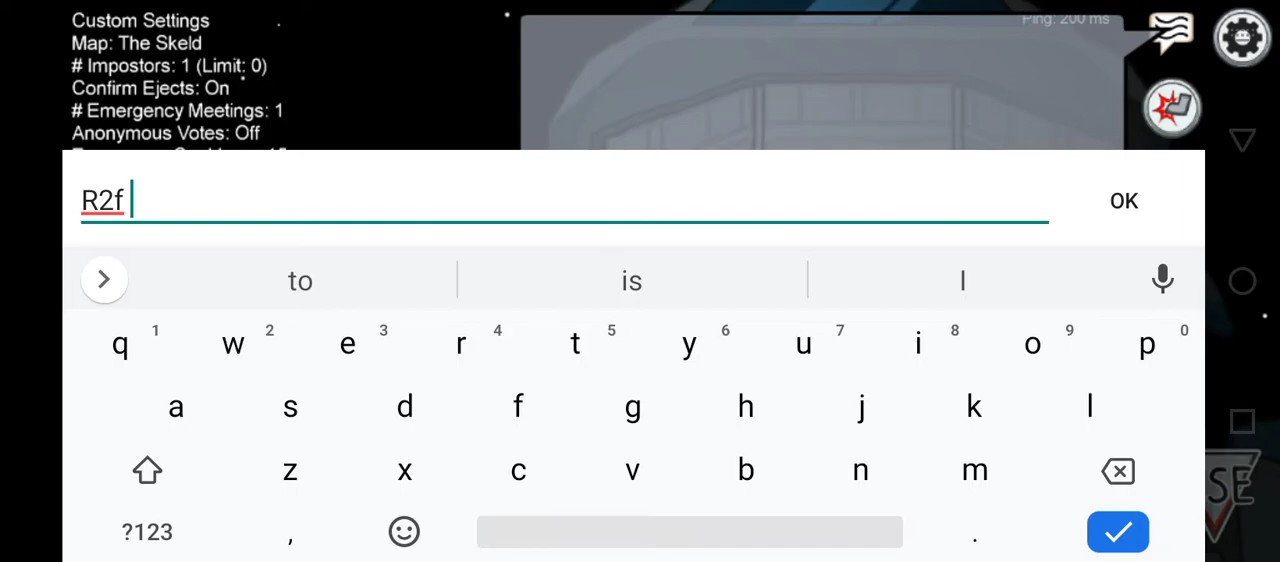 Custom Settings
Map: The Skeld
# Impostors: 1 (Limit: 0)
Confirm Ejects: On
# Emergency Meetings: 1
Anonymous Votes: Off
Ping: 200 ms
R2f
OK
to is I
1 2 3 4 5 6 7 8 9 0
q w e r t y u i o p
a s d f g h j k l
z x c v b n m
SE
?123 , .